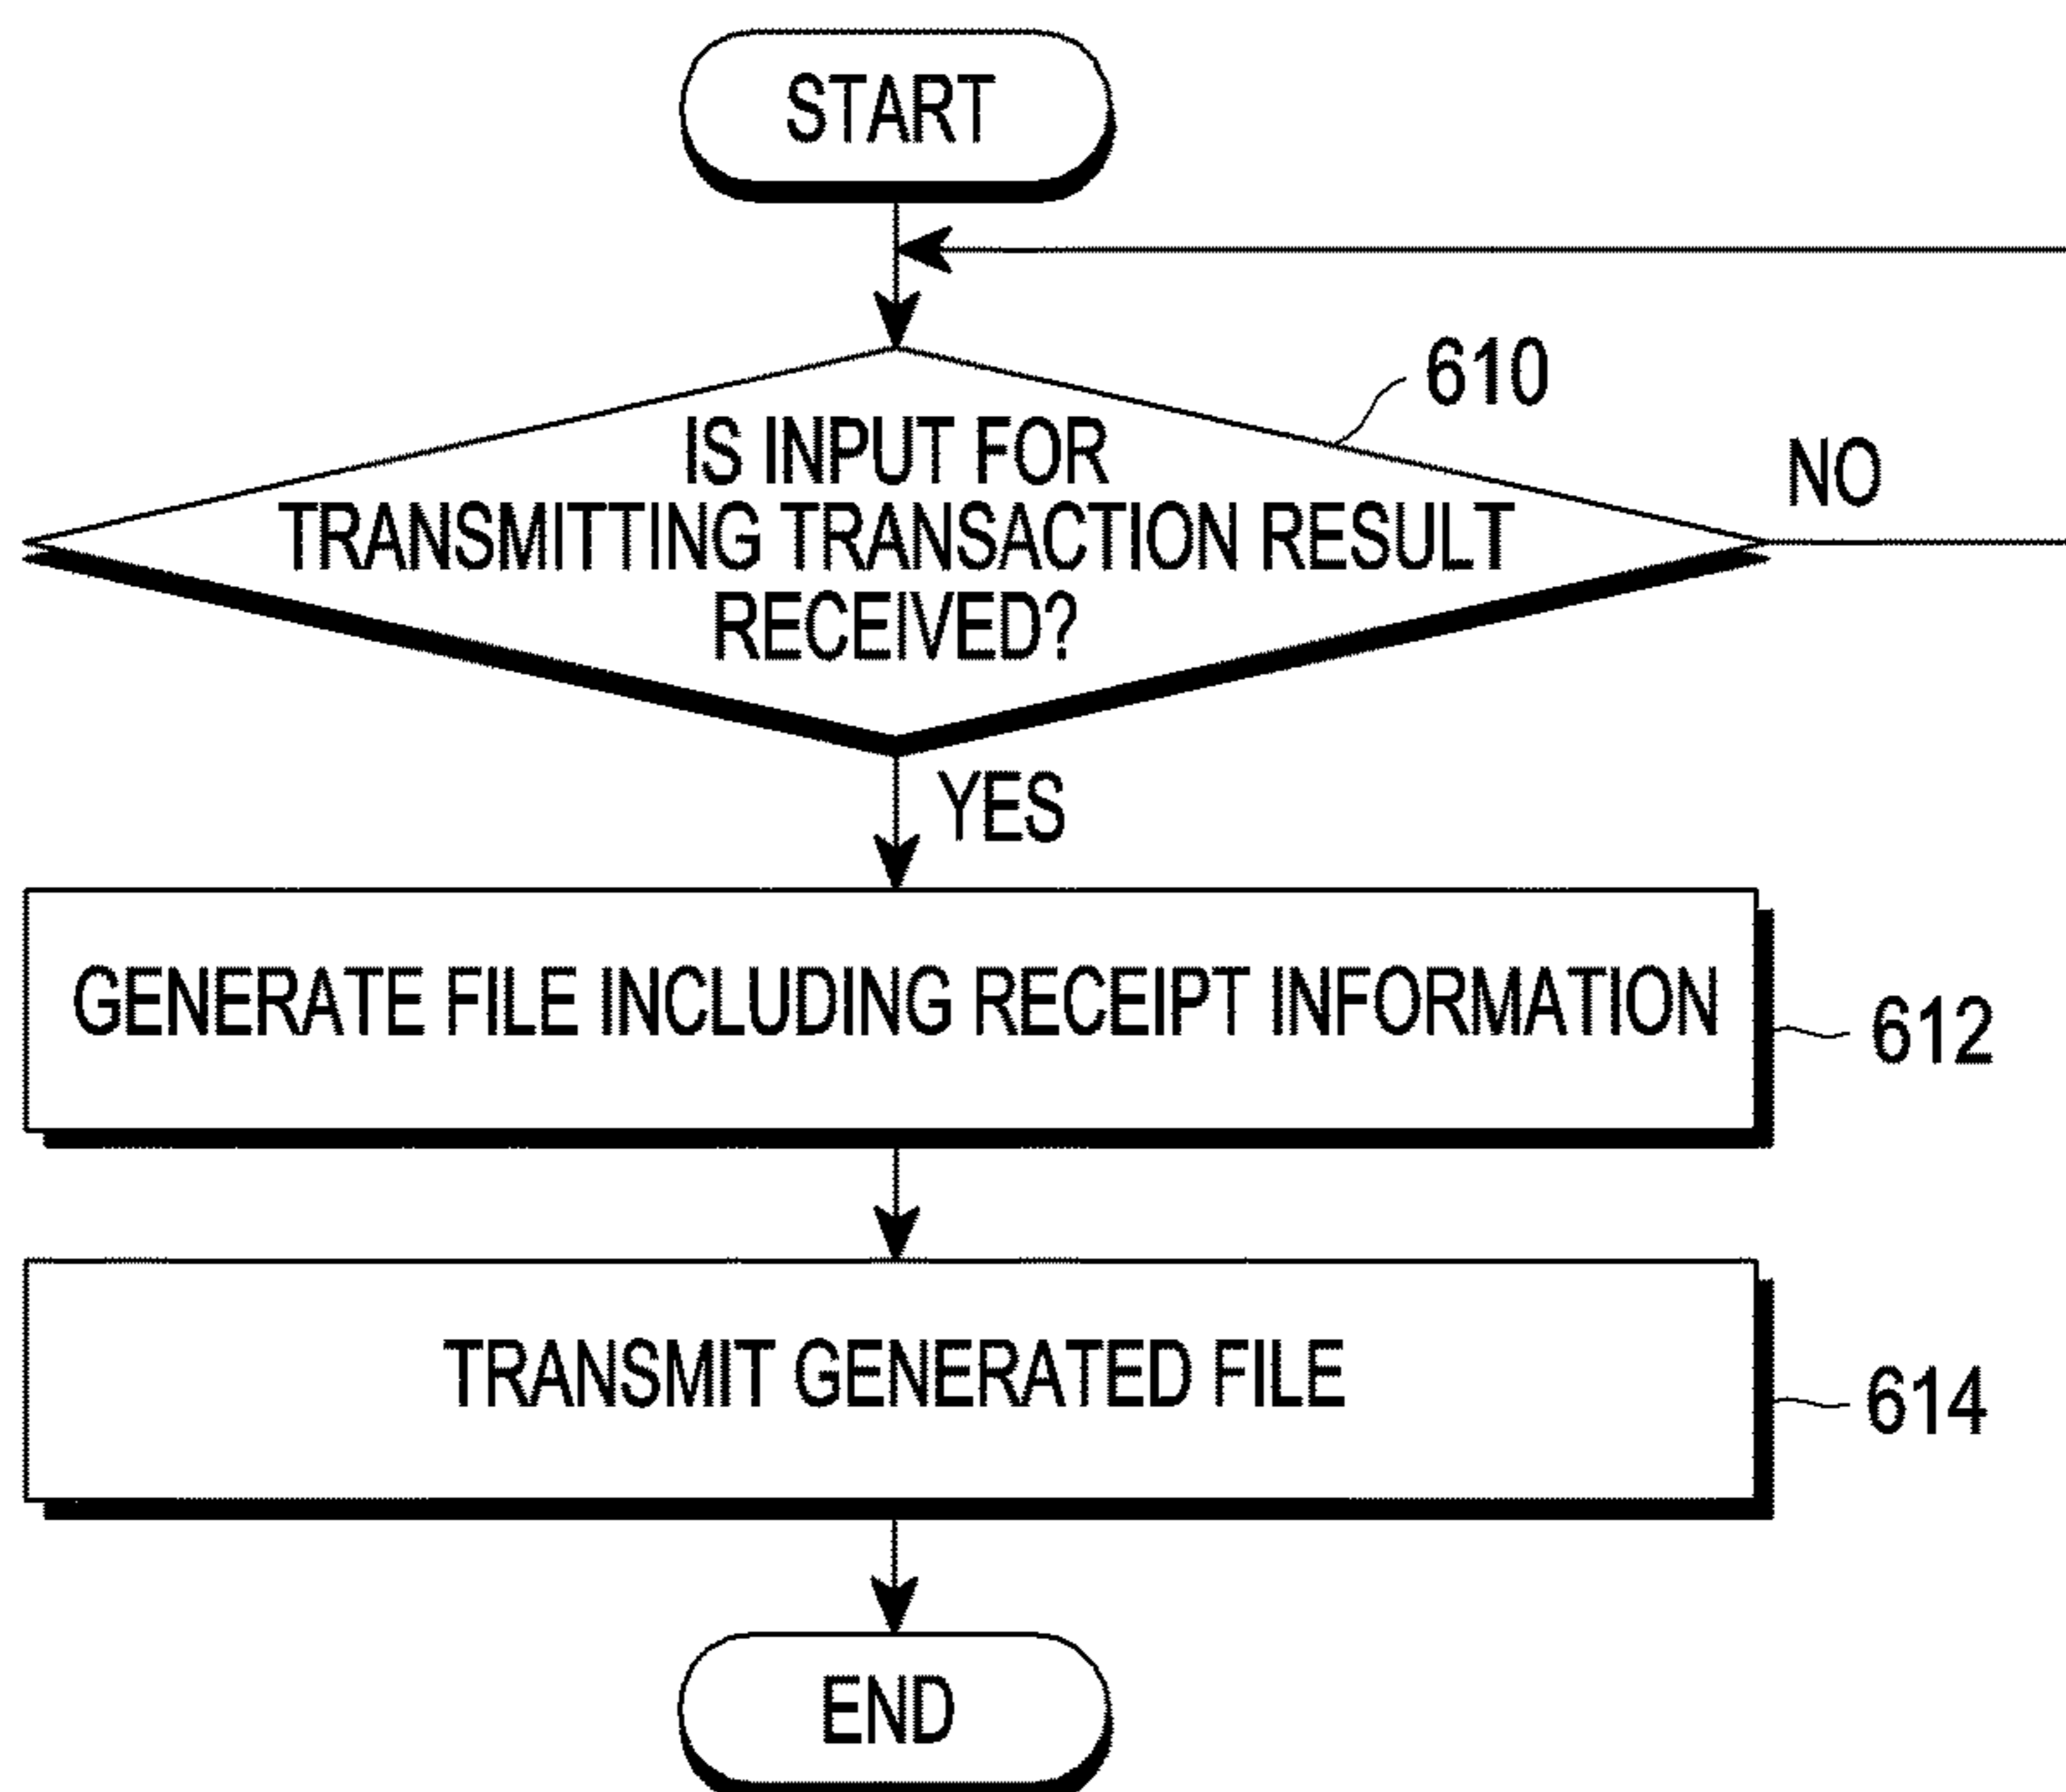 START
610
IS INPUT FOR
TRANSMITTING TRANSACTION RESULT
RECEIVED?
NO
YES
GENERATE FILE INCLUDING RECEIPT INFORMATION
612
TRANSMIT GENERATED FILE
614
END